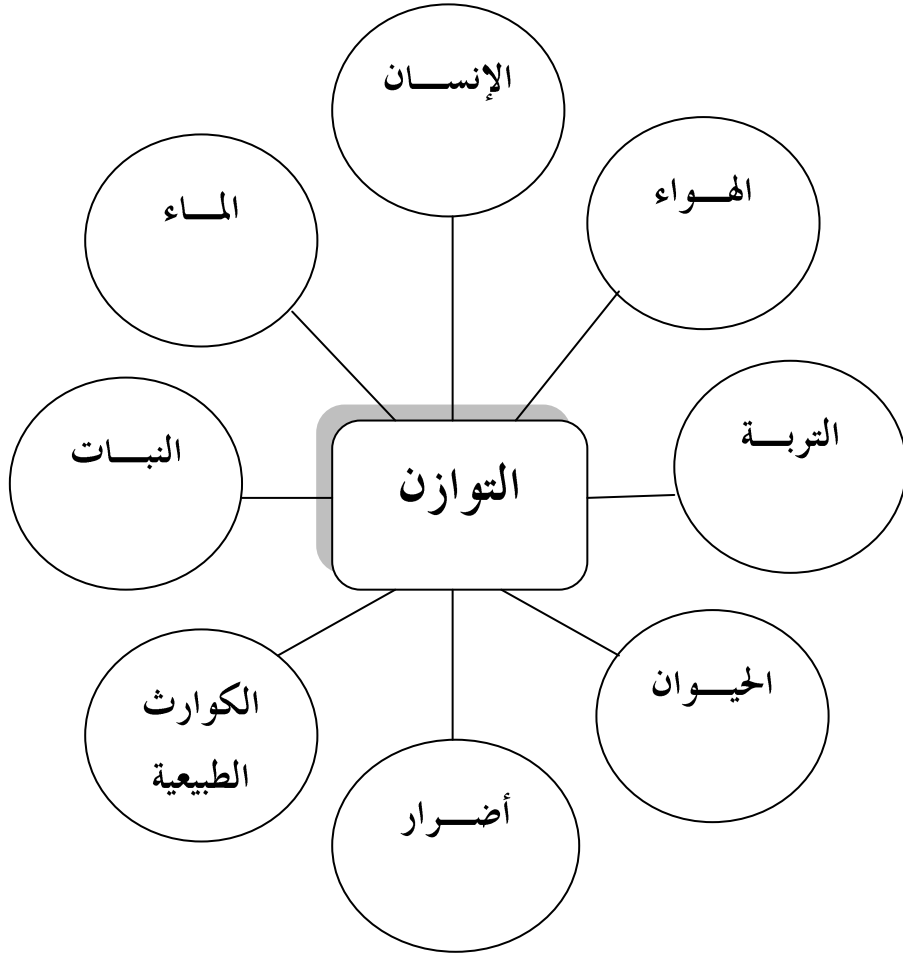 الإنسان
الهواء
الماء
التربة
النبات
التوازن
الحيوان
الكوارث
الطبيعية
أضرار